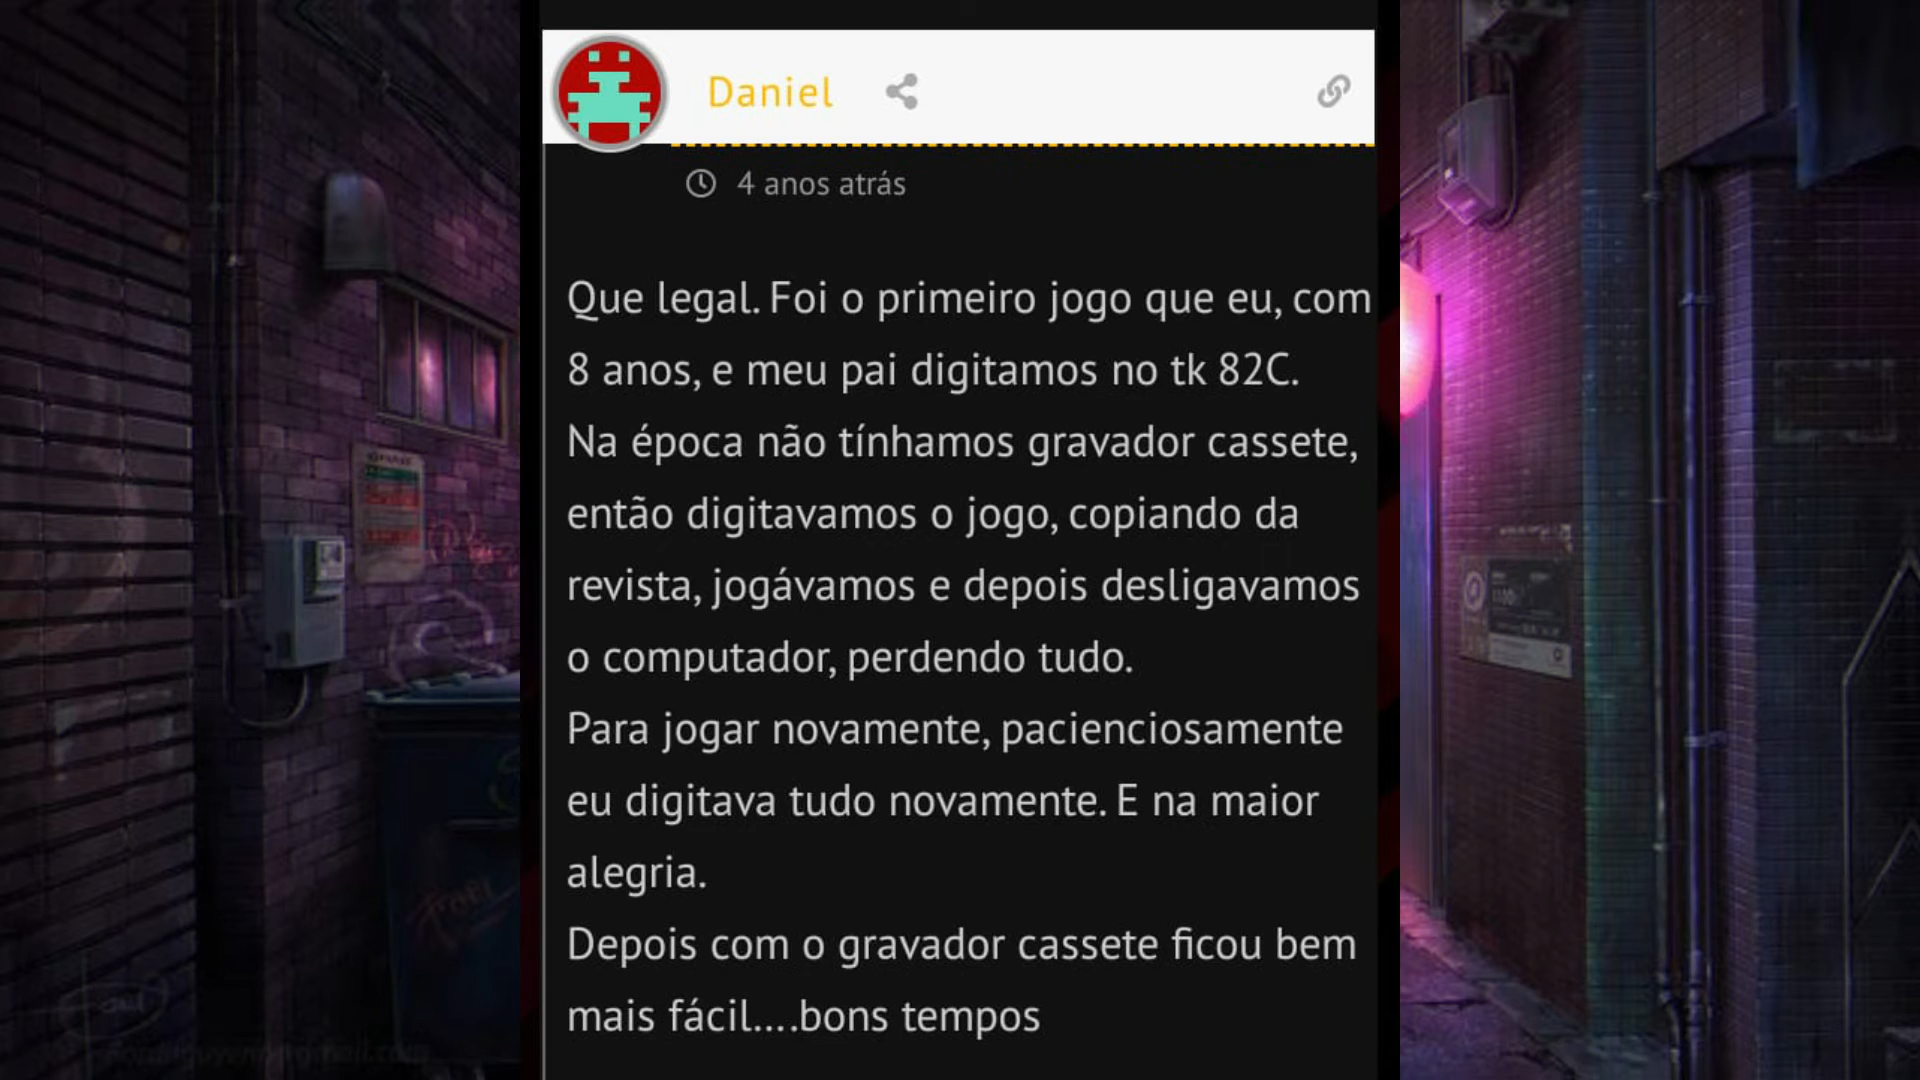 Daniel
4 anos atrás
Que legal. Foi o primeiro jogo que eu, com
8 anos, e meu pai digitamos no tk 82C.
Na época não tínhamos gravador cassete,
então digitavamos o jogo, copiando da
revista, jogávamos e depois desligavamos
o computador, perdendo tudo.
Para jogar novamente, pacienciosamente
eu digitava tudo novamente. E na maior
alegria.
Depois com o gravador cassete ficou bem
mais fácil....bons tempos